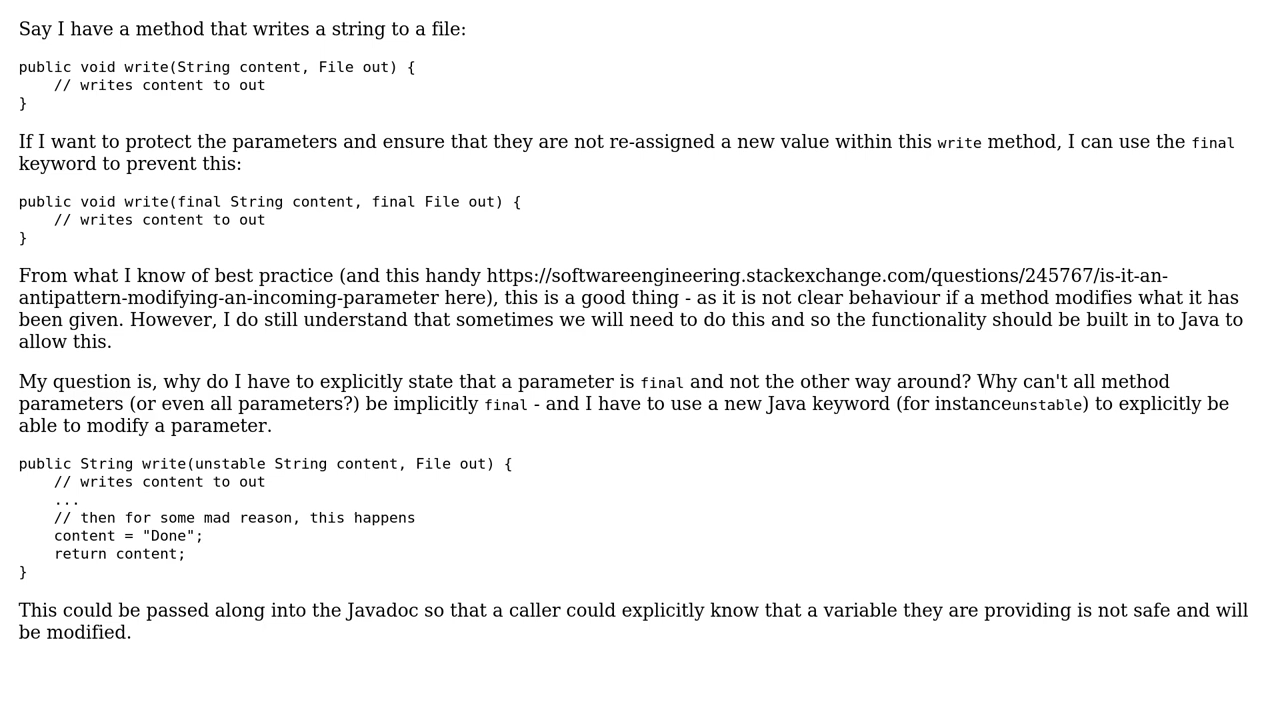 Say I have a method that writes a string to a file:
public void write(String content, File out) {
    // writes content to out
}
If I want to protect the parameters and ensure that they are not re-assigned a new value within this write method, I can use the final
keyword to prevent this:
public void write(final String content, final File out) {
    // writes content to out
}
From what I know of best practice (and this handy https://softwareengineering.stackexchange.com/questions/245767/is-it-an-
antipattern-modifying-an-incoming-parameter here), this is a good thing - as it is not clear behaviour if a method modifies what it has
been given. However, I do still understand that sometimes we will need to do this and so the functionality should be built in to Java to
allow this.
My question is, why do I have to explicitly state that a parameter is final and not the other way around? Why can't all method
parameters (or even all parameters?) be implicitly final - and I have to use a new Java keyword (for instanceunstable) to explicitly be
able to modify a parameter.
public String write(unstable String content, File out) {
    // writes content to out
    ...
    // then for some mad reason, this happens
    content = "Done";
    return content;
}
This could be passed along into the Javadoc so that a caller could explicitly know that a variable they are providing is not safe and will
be modified.